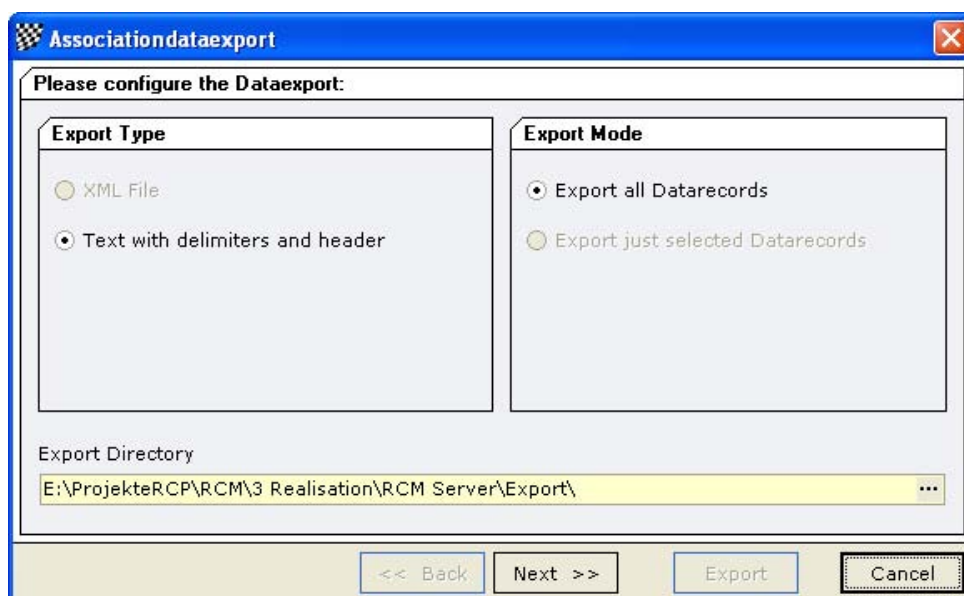 Associationdataexport
Please configure the Dataexport:
Export Type
XML File
Text with delimiters and header
Export Mode
Export all Datarecords
Export just selected Datarecords
Export Directory
E:\ProjekteRCP\RCM\3 Realisation\RCM Server\Export\
...
<< Back
Next >>
Export
Cancel